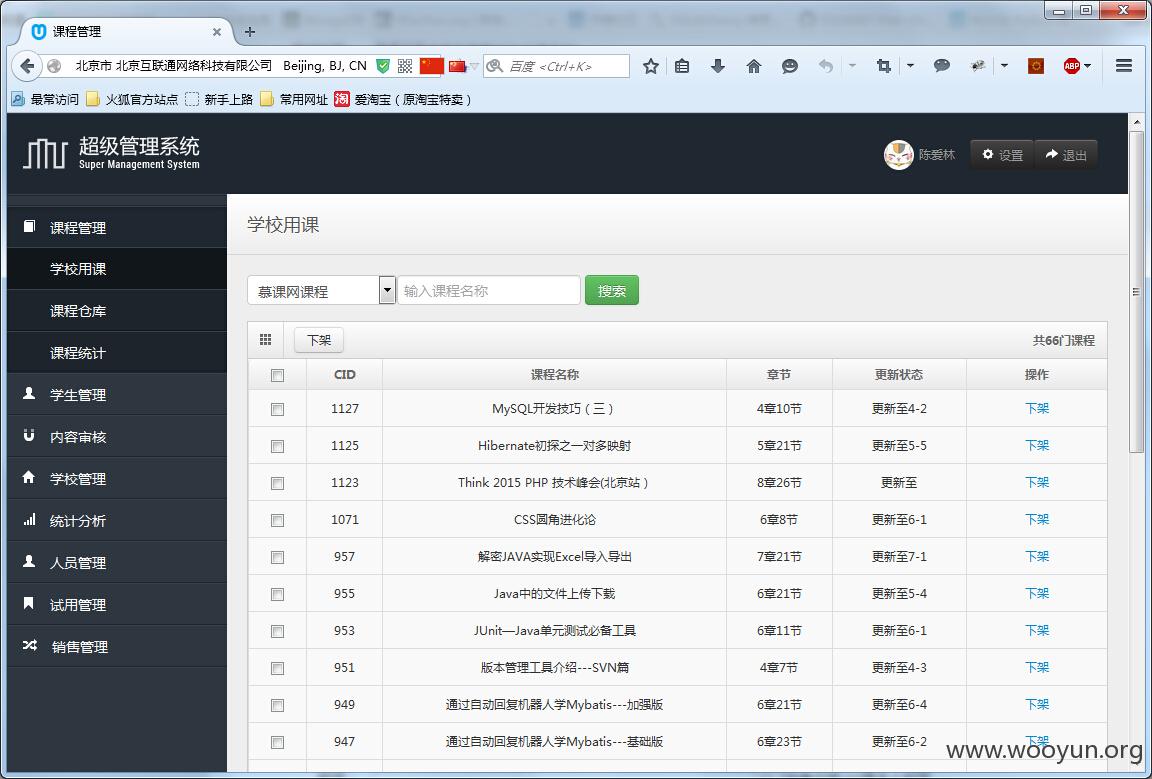 课程管理
北京市 北京互联通网络科技有限公司 Beijing, BJ, CN 百度 <Ctrl+K> ABP
最常访问 火狐官方站点 新手上路 常用网址 淘 爱淘宝（原淘宝特卖）
超级管理系统
Super Management System
陈爱林 设置 退出
课程管理
学校用课
课程仓库
课程统计
学生管理
内容审核
学校管理
统计分析
人员管理
试用管理
销售管理
学校用课
慕课网课程 输入课程名称 搜索
下架 共66门课程
CID 课程名称 章节 更新状态 操作
1127 MySQL开发技巧（三） 4章10节 更新至4-2 下架
1125 Hibernate初探之一对多映射 5章21节 更新至5-5 下架
1123 Think 2015 PHP 技术峰会(北京站） 8章26节 更新至 下架
1071 CSS圆角进化论 6章8节 更新至6-1 下架
957 解密JAVA实现Excel导入导出 7章21节 更新至7-1 下架
955 Java中的文件上传下载 6章21节 更新至5-4 下架
953 JUnit—Java单元测试必备工具 6章11节 更新至6-1 下架
951 版本管理工具介绍---SVN篇 4章7节 更新至4-3 下架
949 通过自动回复机器人学Mybatis---加强版 6章21节 更新至6-4 下架
947 通过自动回复机器人学Mybatis---基础版 6章23节 更新至6-2 下架
www.wooyun.org